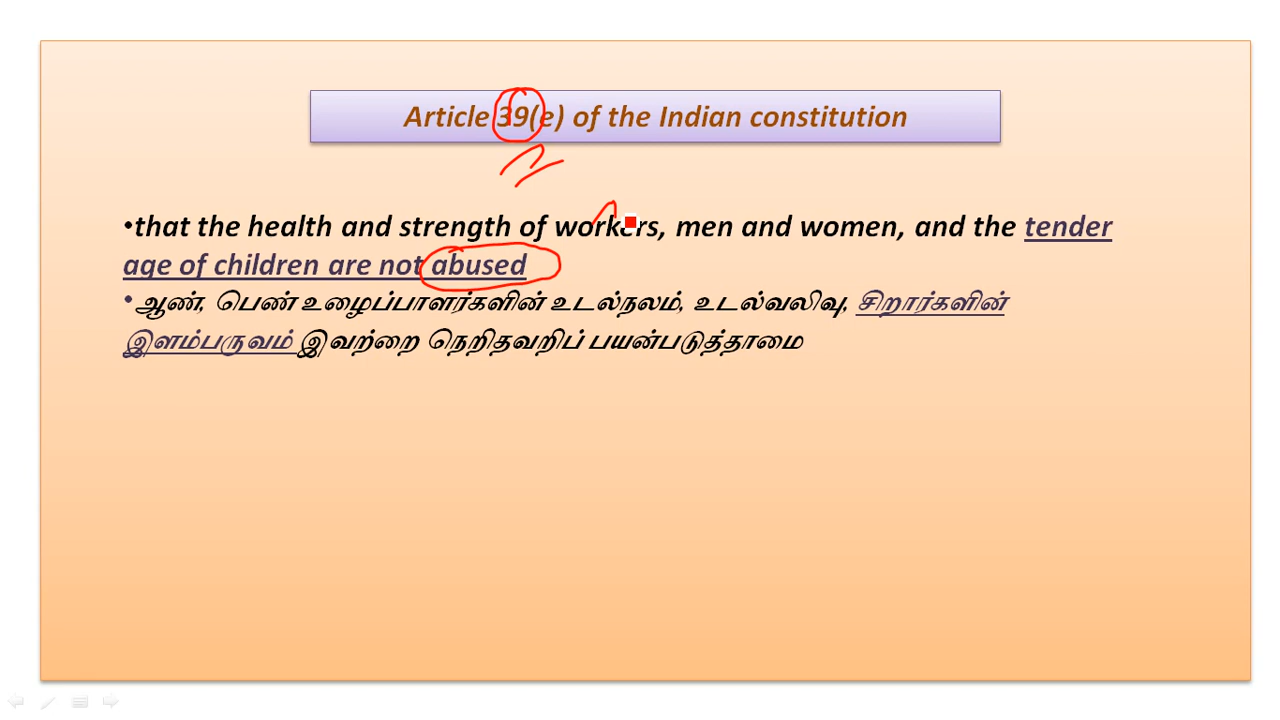 Article 39(e) of the Indian constitution
•that the health and strength of workers, men and women, and the tender
age of children are not abused
•ஆண், பெண் உழைப்பாளர்களின் உடல்நலம், உடல்வலிவு, சிறார்களின்
இளம்பருவம் இவற்றை நெறிதவறிப் பயன்படுத்தாமை